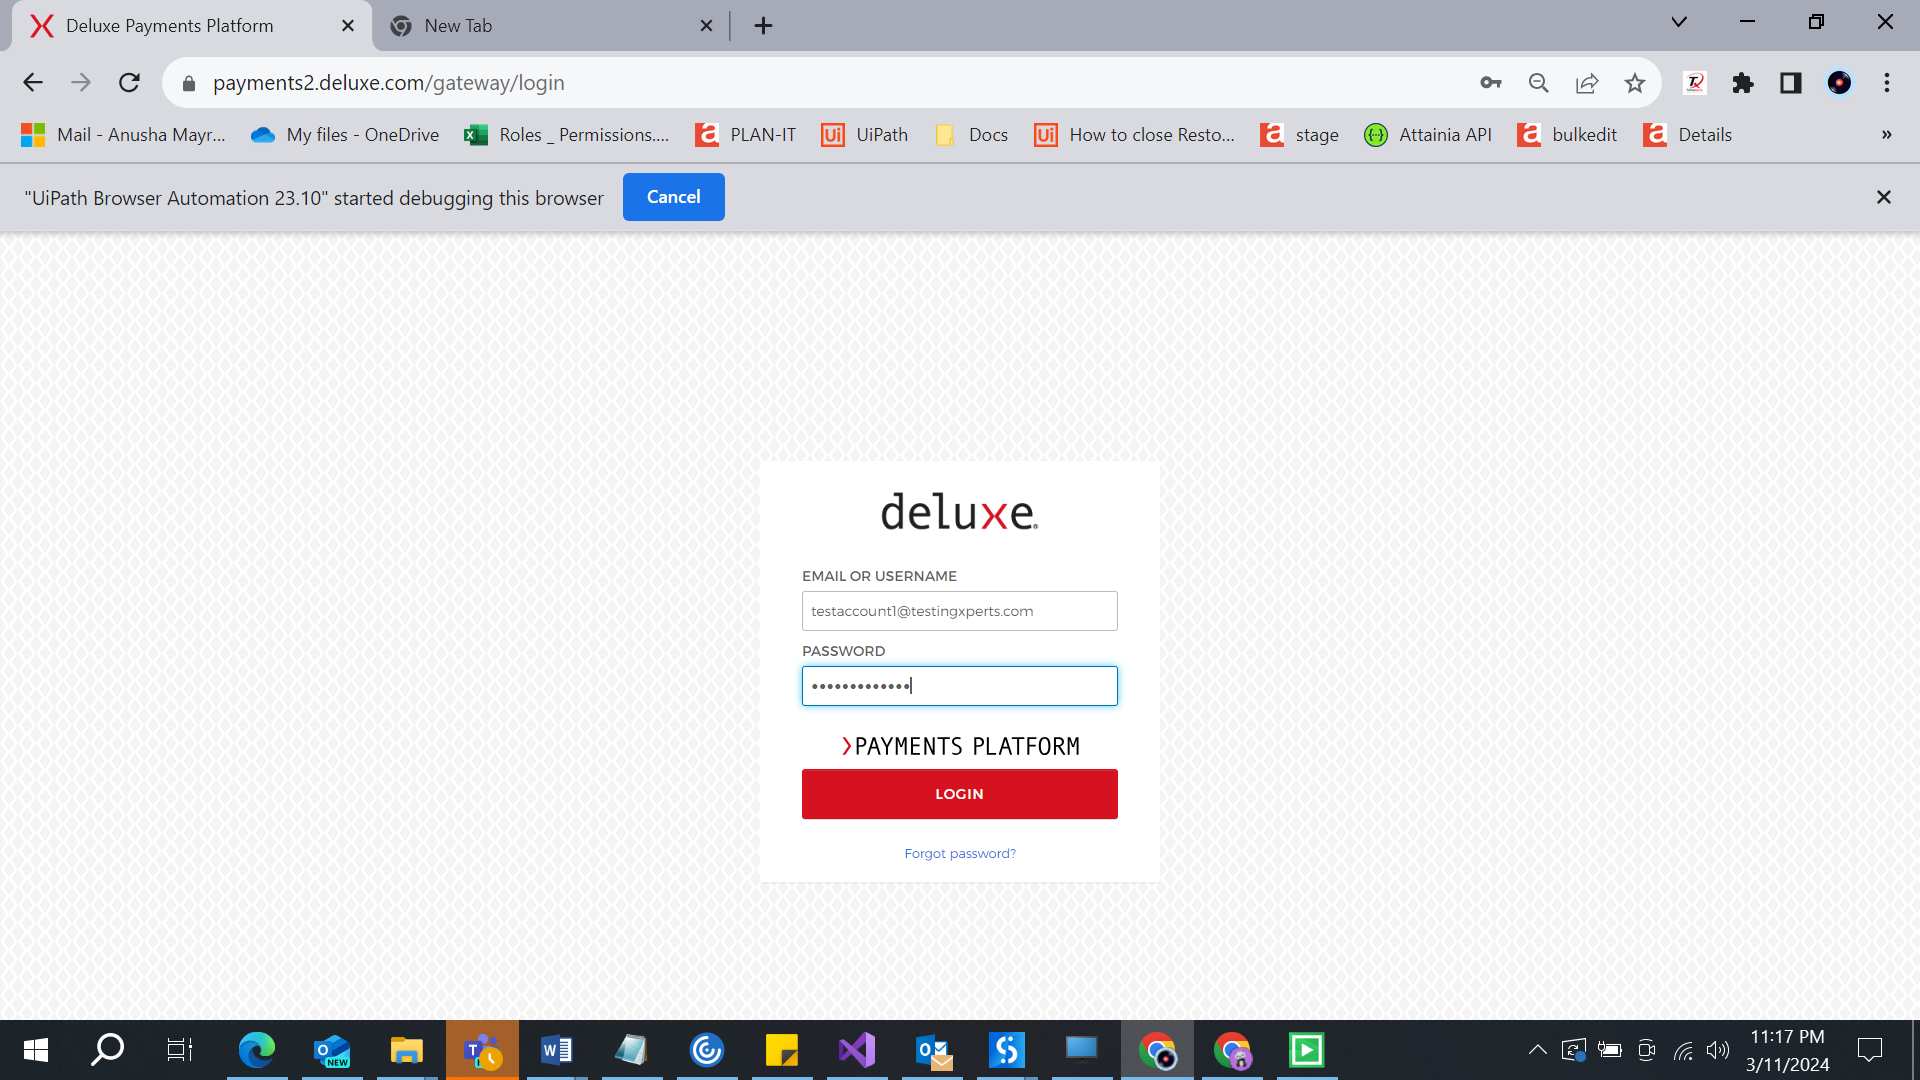 Deluxe Payments Platform
New Tab
payments2.deluxe.com/gateway/login
Mail - Anusha Mayr...
My files - OneDrive
Roles _ Permissions....
PLAN-IT
UiPath
Docs
How to close Resto...
stage
Attainia API
bulkedit
Details
»
"UiPath Browser Automation 23.10" started debugging this browser
Cancel
deluxe.
EMAIL OR USERNAME
testaccount1@testingxperts.com
PASSWORD
•••••••••••••
PAYMENTS PLATFORM
LOGIN
Forgot password?
NEW
11:17 PM
3/11/2024